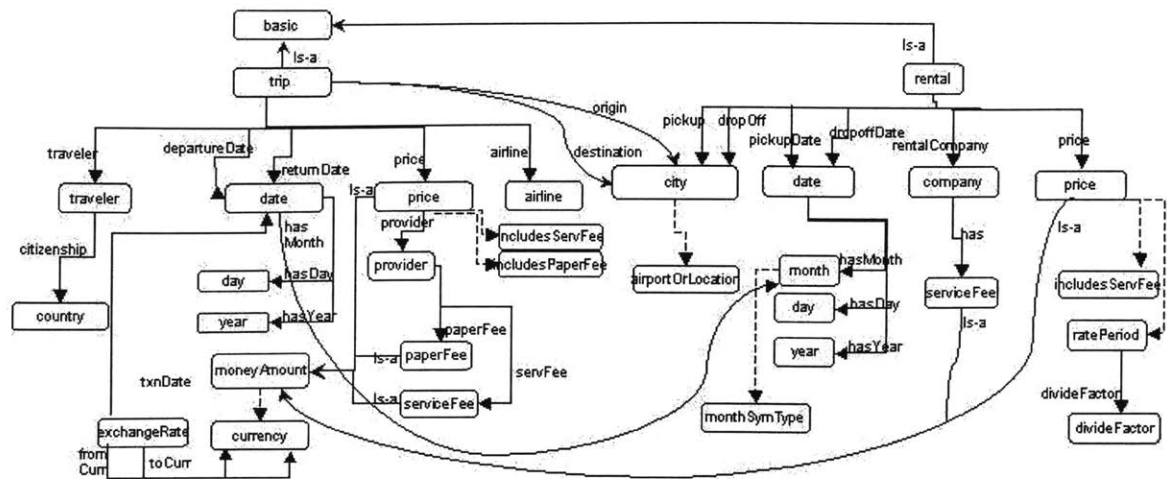 basic
Is-a
Is-a
trip
rental
origin
pickup
dropOff
pickupDate
dropoffDate
departureDate
destination
rentalCompany
traveler
returnDate
price
airline
price
Is-a
traveler
date
price
airline
city
date
company
price
has
Month
provider
Is-a
citizenship
includesServFee
has
provider
includesPaperFee
hasMonth
day
hasDay
airportOrLocation
month
serviceFee
includesServFee
country
day
hasDay
year
hasYear
paperFee
Is-a
ratePeriod
Is-a
paperFee
year
hasYear
moneyAmount
servFee
txnDate
Is-a
serviceFee
divideFactor
monthSymType
exchangeRate
currency
divideFactor
from
Curr
toCurr